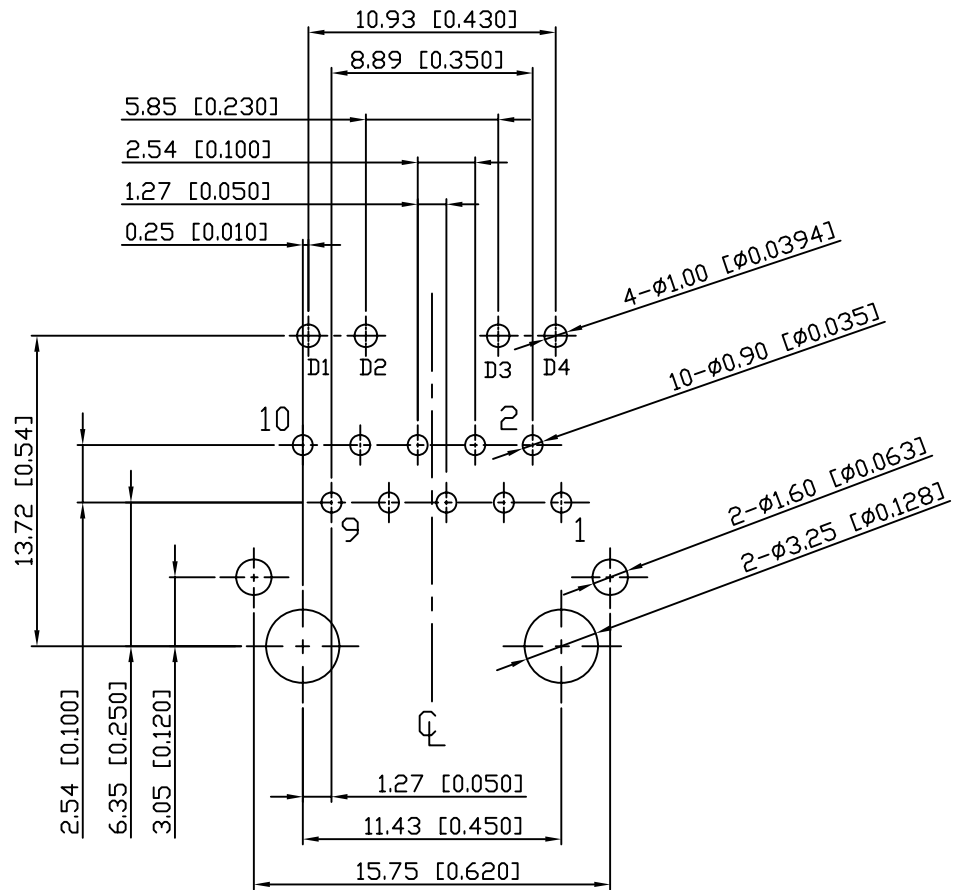 10.93 [0.430]
8.89 [0.350]
5.85 [0.230]
2.54 [0.100]
1.27 [0.050]
0.25 [0.010]
4-ø1.00 [ø0.0394]
10-ø0.90 [ø0.035]
D1 D2 D3 D4
10 2
9 1
2-ø1.60 [ø0.063]
2-ø3.25 [ø0.128]
13.72 [0.54]
2.54 [0.100]
6.35 [0.250]
3.05 [0.120]
CL
1.27 [0.050]
11.43 [0.450]
15.75 [0.620]